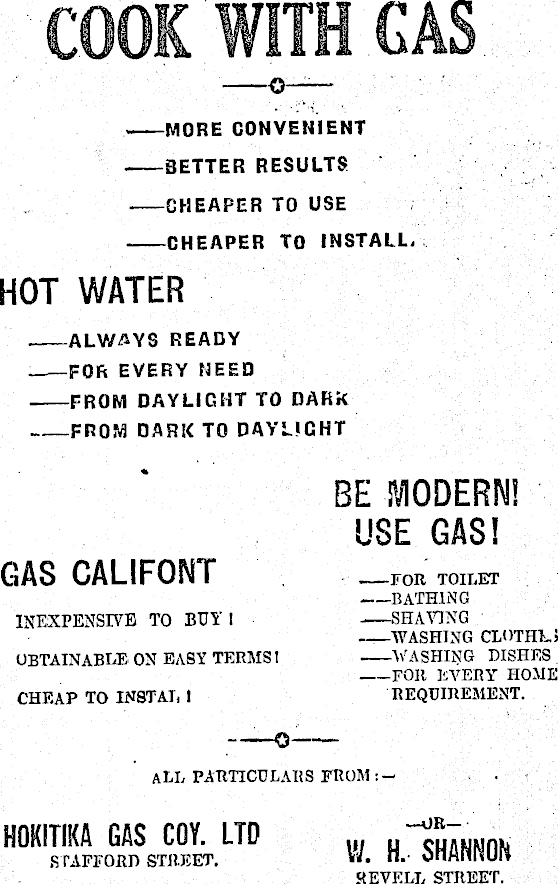 COOK WITH GAS
—MORE CONVENIENT
—BETTER RESULTS
—CHEAPER TO USE
—CHEAPER TO INSTALL.
HOT WATER
—ALWAYS READY
—FOR EVERY NEED
—FROM DAYLIGHT TO DARK
—FROM DARK TO DAYLIGHT
BE MODERN!
USE GAS!
—FOR TOILET
—BATHING
—SHAVING
—WASHING CLOTHES
—WASHING DISHES
—FOR EVERY HOME
REQUIREMENT.
GAS CALIFONT
INEXPENSIVE TO BUY!
OBTAINABLE ON EASY TERMS!
CHEAP TO INSTAL!
ALL PARTICULARS FROM:—
HOKITIKA GAS COY. LTD
STAFFORD STREET.
—OR—
W. H. SHANNON
REVELL STREET.